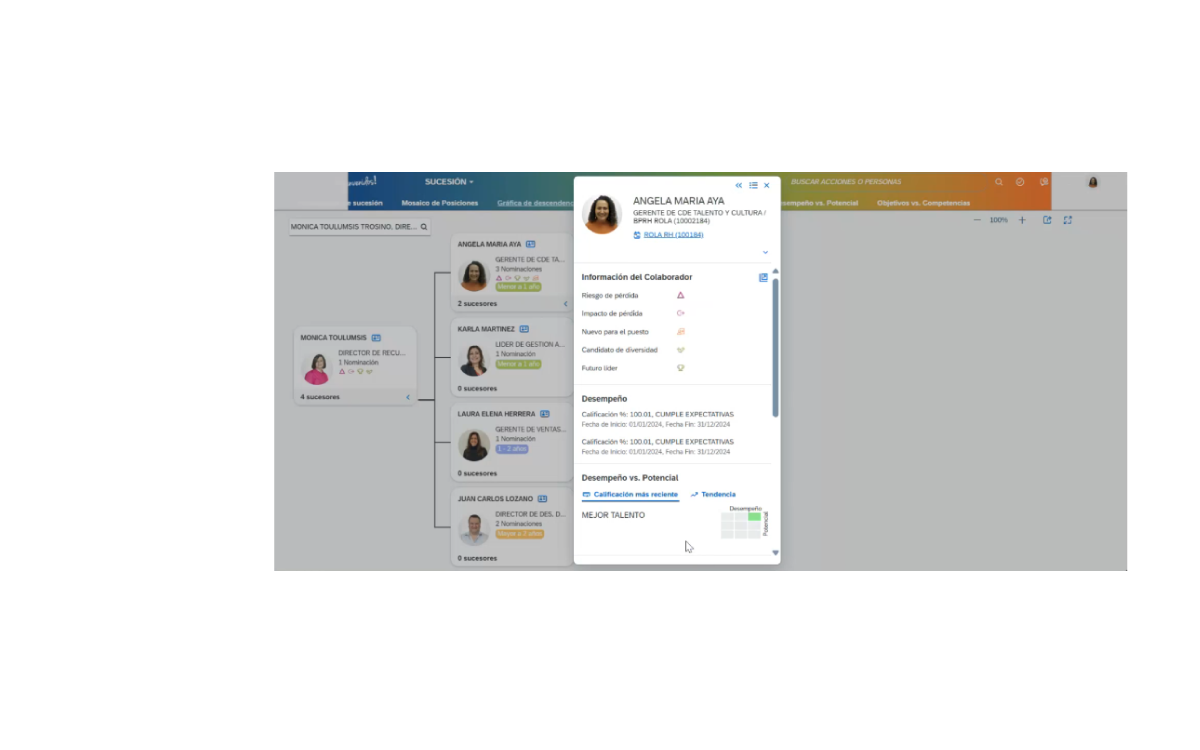 SUCESIÓN
BUSCAR ACCIONES O PERSONAS
e sucesión
Mosaico de Posiciones
Gráfica de descendenc
sempeño vs. Potencial
Objetivos vs. Competencias
MONICA TOULUMSIS TROSINO, DIRE...
100%
MONICA TOULUMSIS
DIRECTOR DE RECU...
1 Nominación
4 sucesores
ANGELA MARIA AYA
GERENTE DE CDE TA...
3 Nominaciones
Menor a 1 año
2 sucesores
KARLA MARTINEZ
LIDER DE GESTION A...
1 Nominación
Menor a 1 año
0 sucesores
LAURA ELENA HERRERA
GERENTE DE VENTAS...
1 Nominación
1 - 2 años
0 sucesores
JUAN CARLOS LOZANO
DIRECTOR DE DES. D...
2 Nominaciones
Mayor a 2 años
0 sucesores
ANGELA MARIA AYA
GERENTE DE CDE TALENTO Y CULTURA /
BPRH ROLA (10002184)
ROLA RH (100184)
Información del Colaborador
Riesgo de pérdida
Impacto de pérdida
Nuevo para el puesto
Candidato de diversidad
Futuro líder
Desempeño
Calificación %: 100.01, CUMPLE EXPECTATIVAS
Fecha de Inicio: 01/01/2024, Fecha Fin: 31/12/2024
Calificación %: 100.01, CUMPLE EXPECTATIVAS
Fecha de Inicio: 01/01/2024, Fecha Fin: 31/12/2024
Desempeño vs. Potencial
Calificación más reciente
Tendencia
MEJOR TALENTO
Desempeño
Potencial